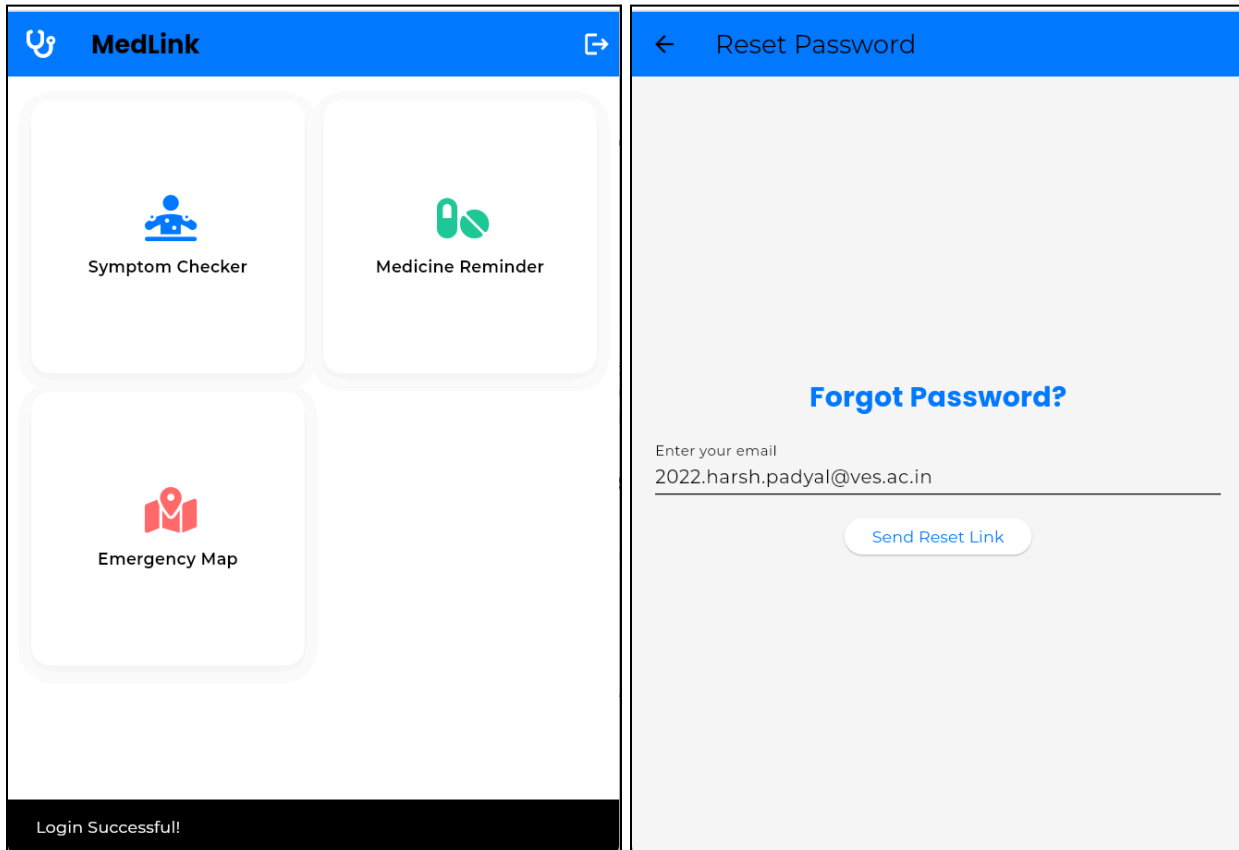 MedLink
Symptom Checker
Medicine Reminder
Emergency Map
Login Successful!
Reset Password
Forgot Password?
Enter your email
2022.harsh.padyal@ves.ac.in
Send Reset Link